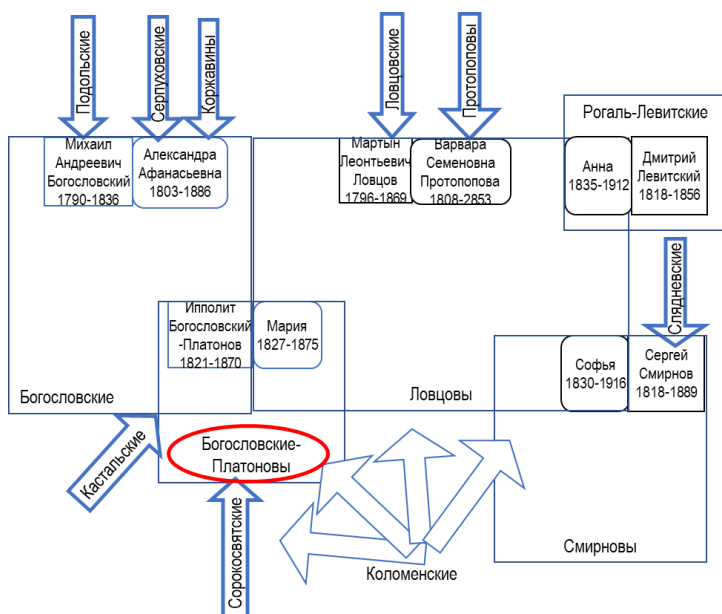 Подольские
Серпуховские
Коржавины
Ловцовские
Протопоповы
Рогаль-Левитские
Михаил
Андреевич
Богословский
1790-1836
Александра
Афанасьевна
1803-1886
Мартын
Леонтьевич
Ловцов
1796-1869
Варвара
Семеновна
Протопопова
1808-2853
Анна
1835-1912
Дмитрий
Левитский
1818-1856
Слядневские
Ипполит
Богословский
-Платонов
1821-1870
Мария
1827-1875
Софья
1830-1916
Сергей
Смирнов
1818-1889
Богословские
Ловцовы
Кастальские
Богословские-
Платоновы
Сорокосвятские
Коломенские
Смирновы